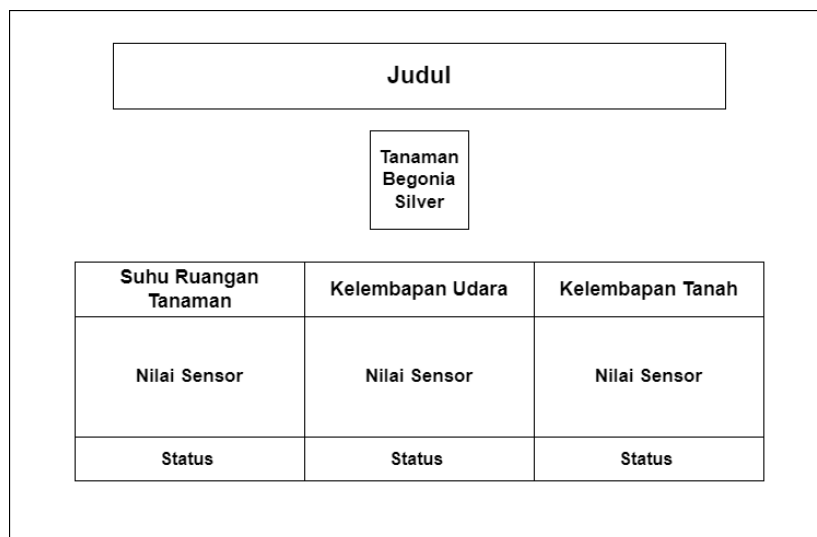 Judul
Tanaman
Begonia
Silver
Suhu Ruangan
Tanaman
Kelembapan Udara
Kelembapan Tanah
Nilai Sensor
Nilai Sensor
Nilai Sensor
Status
Status
Status